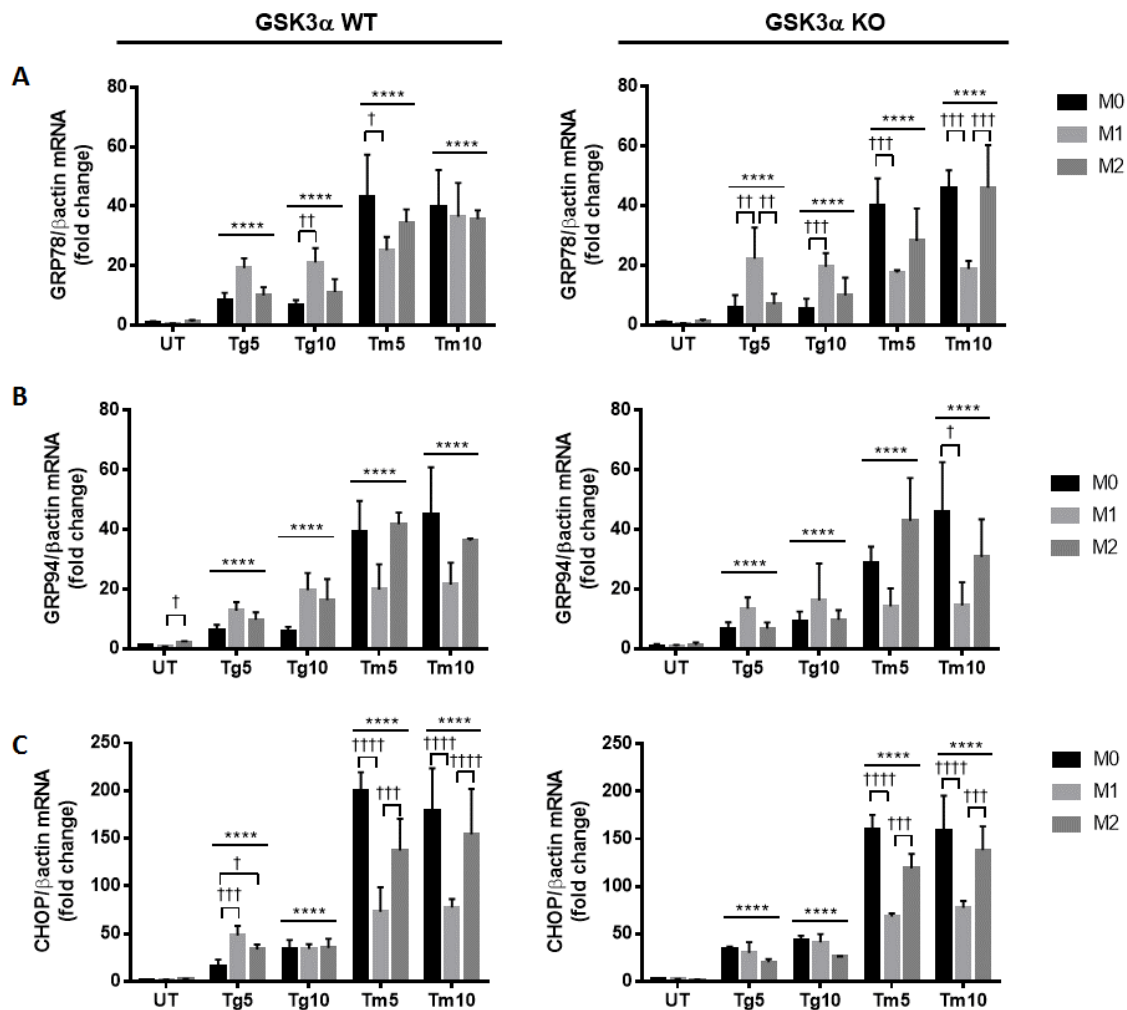 GSK3α WT
GSK3α KO
A
GRP78/βactin mRNA
(fold change)
80
60
40
20
0
****
****
††
****
†
****
UT Tg5 Tg10 Tm5 Tm10
GRP78/βactin mRNA
(fold change)
80
60
40
20
0
****
†† ††
****
†††
****
†††
****
††† †††
UT Tg5 Tg10 Tm5 Tm10
M0
M1
M2
B
GRP94/βactin mRNA
(fold change)
80
60
40
20
0
†
****
****
****
****
UT Tg5 Tg10 Tm5 Tm10
GRP94/βactin mRNA
(fold change)
80
60
40
20
0
****
****
****
****
†
UT Tg5 Tg10 Tm5 Tm10
M0
M1
M2
C
CHOP/βactin mRNA
(fold change)
250
200
150
100
50
0
****
†
†††
****
****
††††
†††
****
††††
††††
UT Tg5 Tg10 Tm5 Tm10
CHOP/βactin mRNA
(fold change)
250
200
150
100
50
0
****
****
****
††††
†††
****
††††
†††
UT Tg5 Tg10 Tm5 Tm10
M0
M1
M2